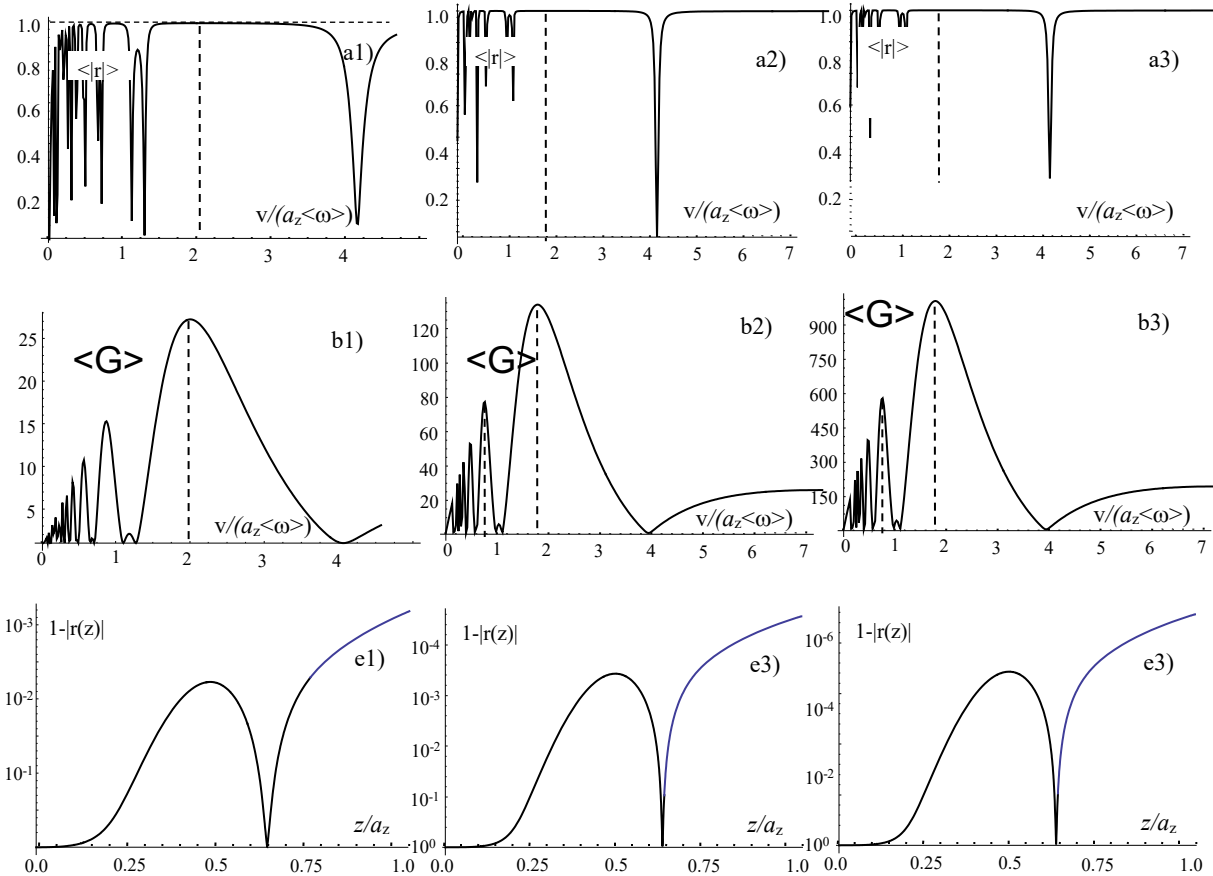 1.0
0.8
0.6
0.4
0.2
<|r|>
a1)
v/(a_z<ω>)
0 1 2 3 4
1.0
0.8
0.6
0.4
0.2
<|r|>
a2)
v/(a_z<ω>)
0 1 2 3 4 5 6 7
1.0
0.8
0.6
0.4
0.2
<|r|>
a3)
v/(a_z<ω>)
0 1 2 3 4 5 6 7
25
20
15
10
5
1
<G>
b1)
v/(a_z<ω>)
0 1 2 3 4
120
100
80
60
40
20
<G>
b2)
v/(a_z<ω>)
0 1 2 3 4 5 6 7
900
750
600
450
300
150
<G>
b3)
v/(a_z<ω>)
0 1 2 3 4 5 6 7
10⁻³
10⁻²
10⁻¹
1-|r(z)|
e1)
z/a_z
0.0 0.25 0.5 0.75 1.0
10⁻⁴
10⁻³
10⁻²
10⁻¹
10⁰
1-|r(z)|
e3)
z/a_z
0.0 0.25 0.5 0.75 1.0
10⁻⁶
10⁻⁴
10⁻²
10⁰
1-|r(z)|
e3)
z/a_z
0.0 0.25 0.5 0.75 1.0